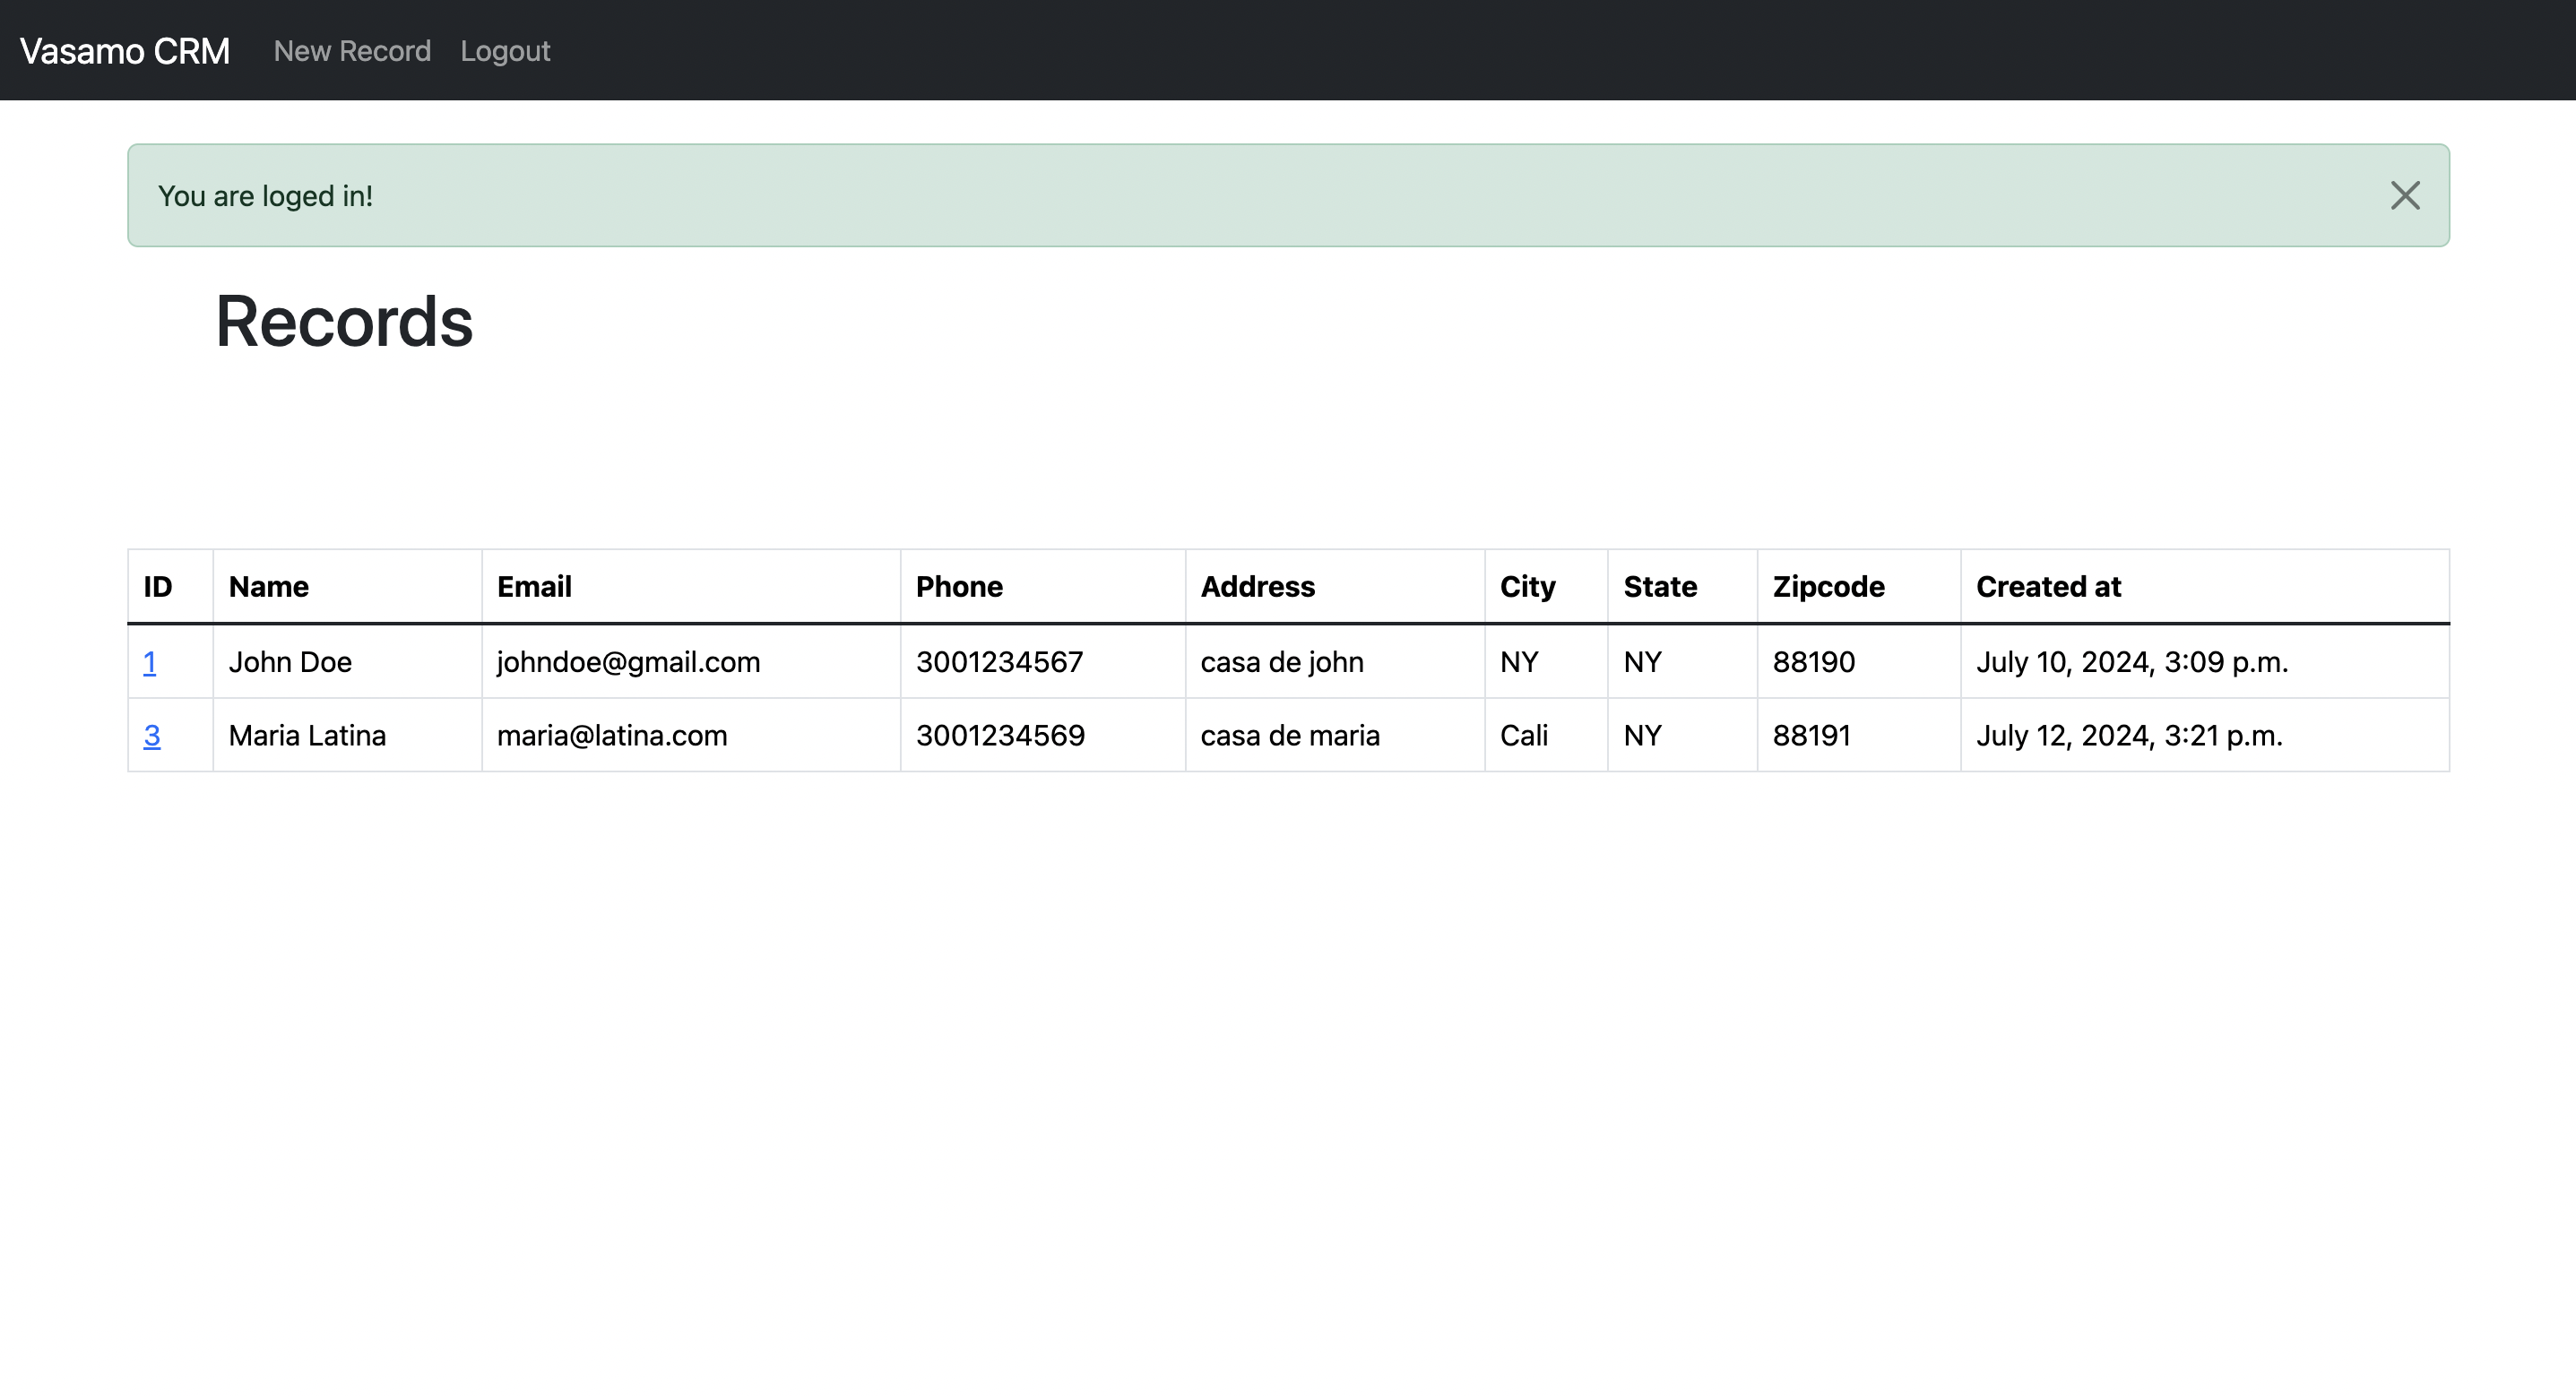 Vasamo CRM New Record Logout
You are loged in!
Records
ID Name Email Phone Address City State Zipcode Created at
1 John Doe johndoe@gmail.com 3001234567 casa de john NY NY 88190 July 10, 2024, 3:09 p.m.
3 Maria Latina maria@latina.com 3001234569 casa de maria Cali NY 88191 July 12, 2024, 3:21 p.m.